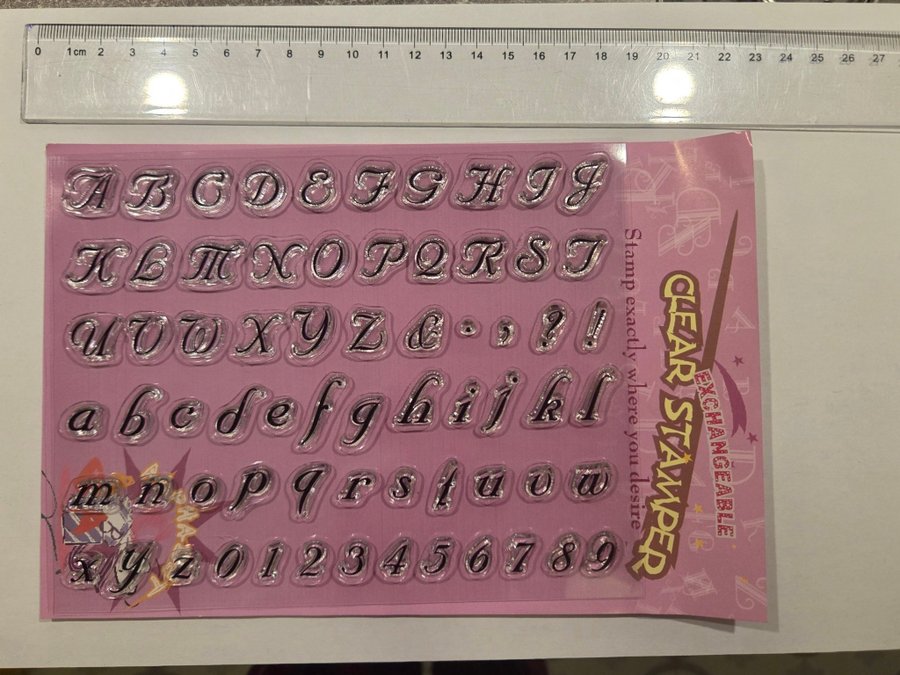 0 1cm 2 3 4 5 6 7 8 9 10 11 12 13 14 15 16 17 18 19 20 21 22 23 24 25 26 27
A B C D E F G H I J
K L M N O P Q R S T
U V W X Y Z & . , ? !
a b c d e f g h i j k l
m n o p q r s t u v w
x y z 0 1 2 3 4 5 6 7 8 9
Stamp exactly where you desire
CLEAR STAMPER
EXCHANGEABLE